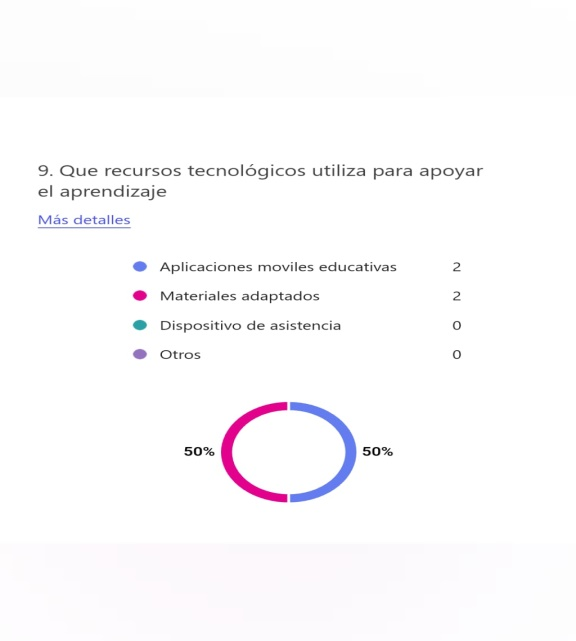 9. Que recursos tecnológicos utiliza para apoyar
el aprendizaje
Más detalles
Aplicaciones moviles educativas 2
Materiales adaptados 2
Dispositivo de asistencia 0
Otros 0
50% 50%